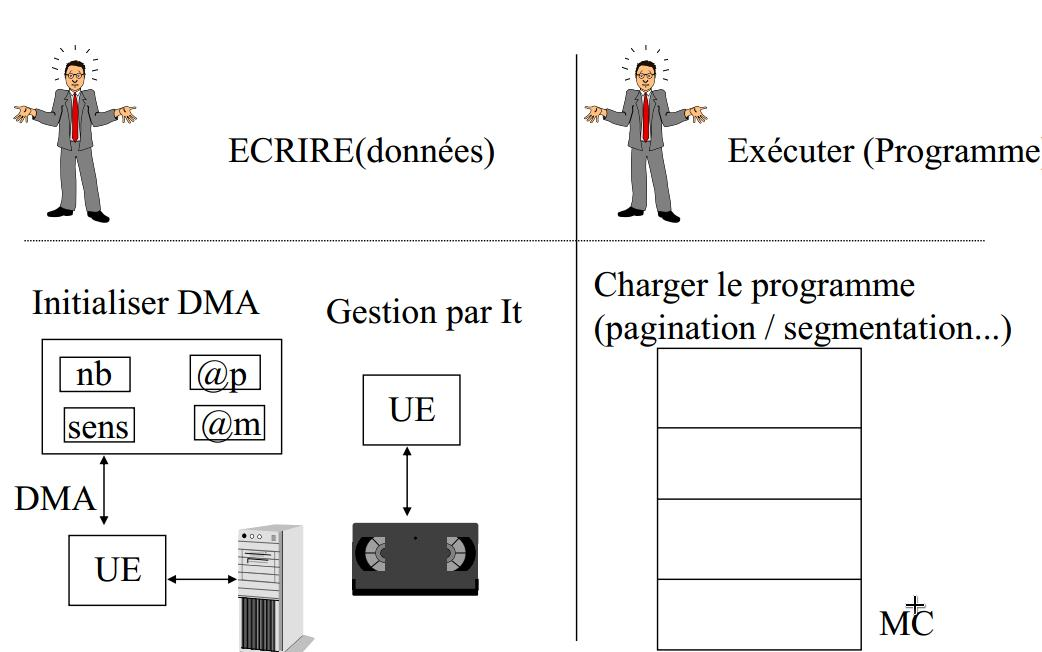 ECRIRE(données)
Exécuter (Programme)
Initialiser DMA
nb
@p
sens
@m
DMA
UE
Gestion par It
UE
Charger le programme
(pagination / segmentation...)
MC